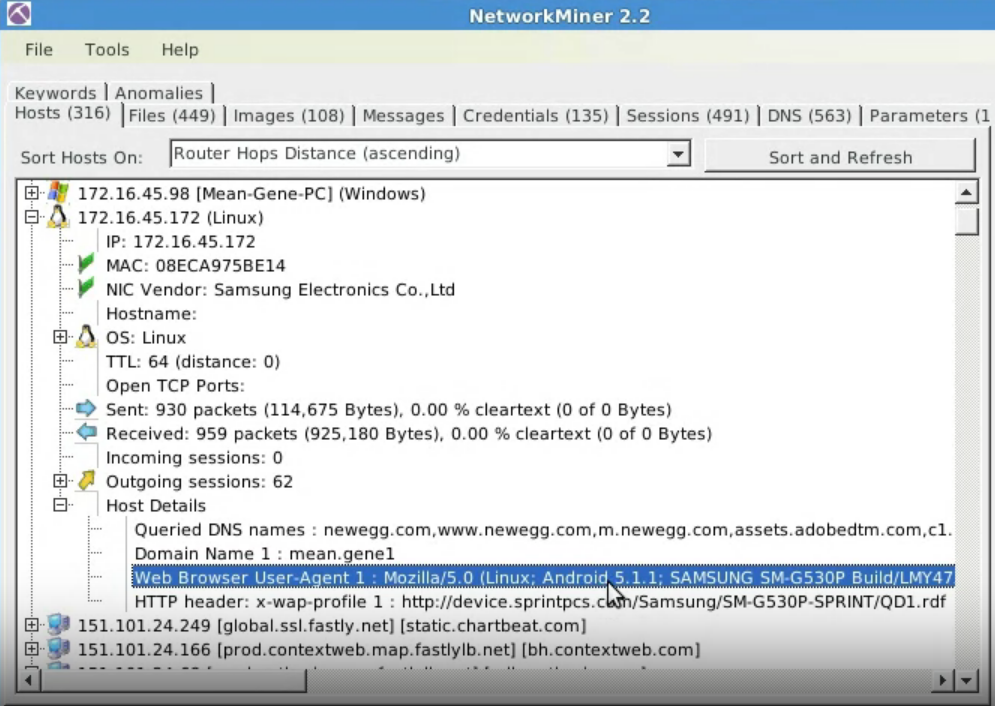 NetworkMiner 2.2
File Tools Help
Keywords Anomalies
Hosts (316) Files (449) Images (108) Messages Credentials (135) Sessions (491) DNS (563) Parameters (1
Sort Hosts On: Router Hops Distance (ascending) Sort and Refresh
172.16.45.98 [Mean-Gene-PC] (Windows)
172.16.45.172 (Linux)
IP: 172.16.45.172
MAC: 08ECA975BE14
NIC Vendor: Samsung Electronics Co.,Ltd
Hostname:
OS: Linux
TTL: 64 (distance: 0)
Open TCP Ports:
Sent: 930 packets (114,675 Bytes), 0.00 % cleartext (0 of 0 Bytes)
Received: 959 packets (925,180 Bytes), 0.00 % cleartext (0 of 0 Bytes)
Incoming sessions: 0
Outgoing sessions: 62
Host Details
Queried DNS names : newegg.com,www.newegg.com,m.newegg.com,assets.adobedtm.com,c1.
Domain Name 1 : mean.gene1
Web Browser User-Agent 1 : Mozilla/5.0 (Linux; Android 5.1.1; SAMSUNG SM-G530P Build/LMY47
HTTP header: x-wap-profile 1 : http://device.sprintpcs.com/Samsung/SM-G530P-SPRINT/QD1.rdf
151.101.24.249 [global.ssl.fastly.net] [static.chartbeat.com]
151.101.24.166 [prod.contextweb.map.fastlylb.net] [bh.contextweb.com]